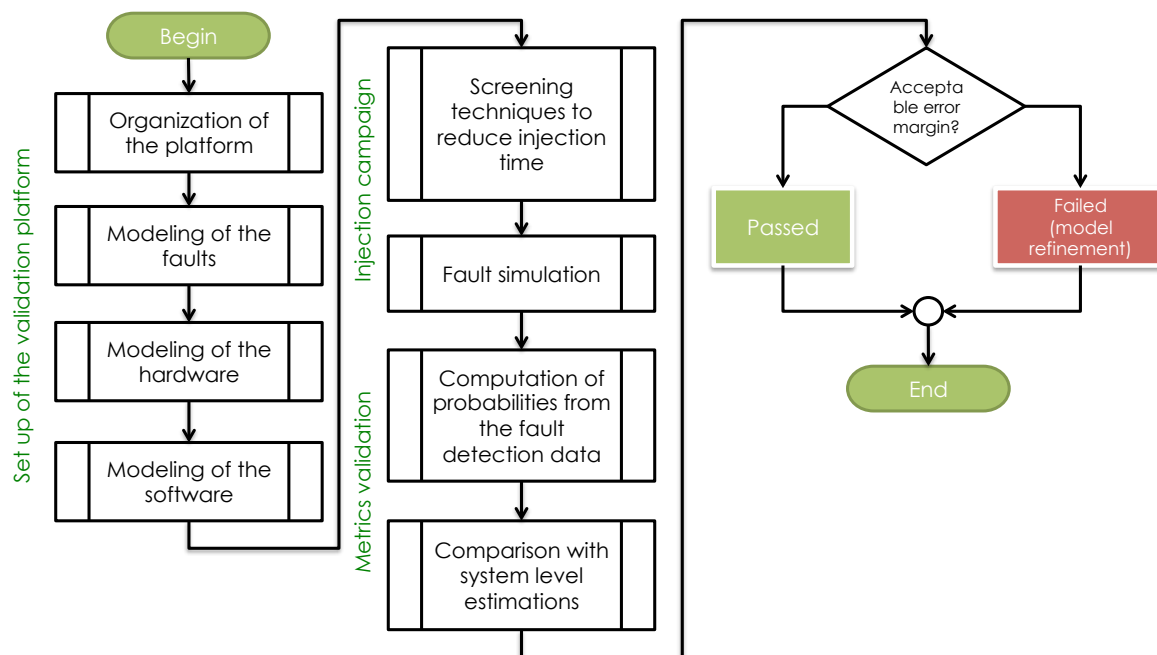 Begin
Set up of the validation platform
Organization of
the platform
Modeling of the
faults
Modeling of the
hardware
Modeling of the
software
Injection campaign
Screening
techniques to
reduce injection
time
Fault simulation
Metrics validation
Computation of
probabilities from
the fault
detection data
Comparison with
system level
estimations
Accepta
ble error
margin?
Passed
Failed
(model
refinement)
End